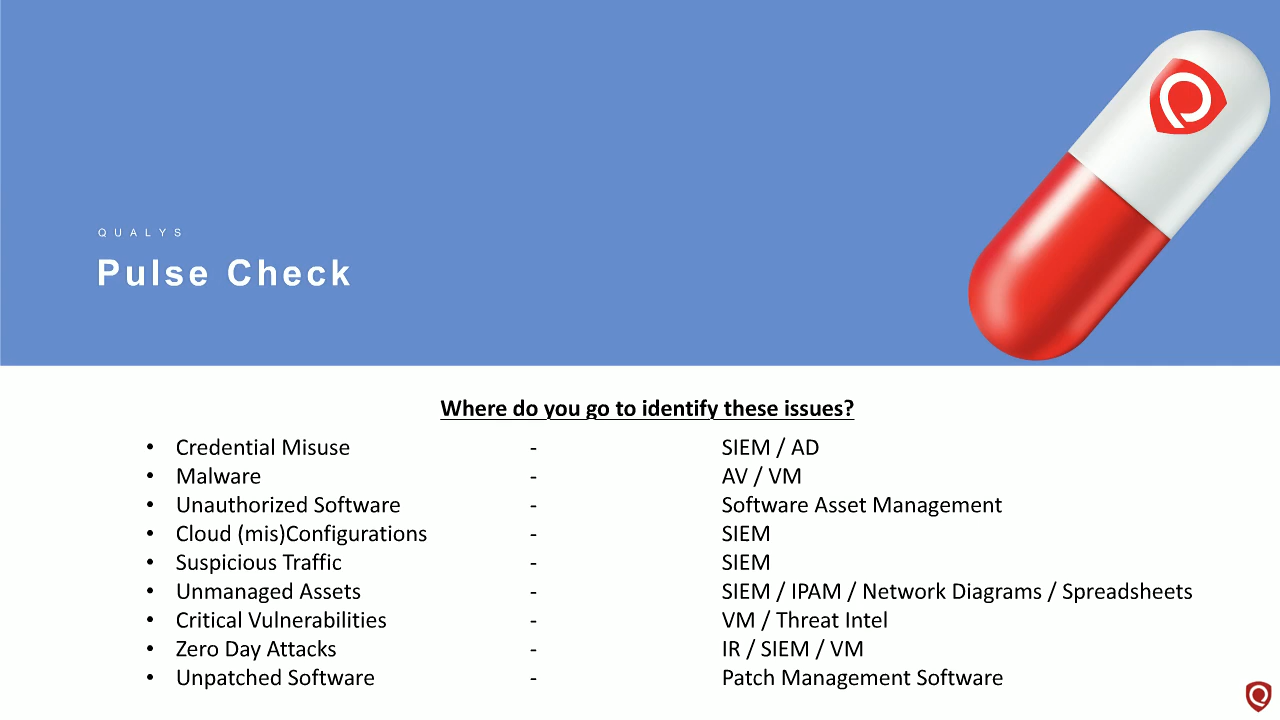 QUALYS
Pulse Check
Where do you go to identify these issues?
• Credential Misuse - SIEM / AD
• Malware - AV / VM
• Unauthorized Software - Software Asset Management
• Cloud (mis)Configurations - SIEM
• Suspicious Traffic - SIEM
• Unmanaged Assets - SIEM / IPAM / Network Diagrams / Spreadsheets
• Critical Vulnerabilities - VM / Threat Intel
• Zero Day Attacks - IR / SIEM / VM
• Unpatched Software - Patch Management Software